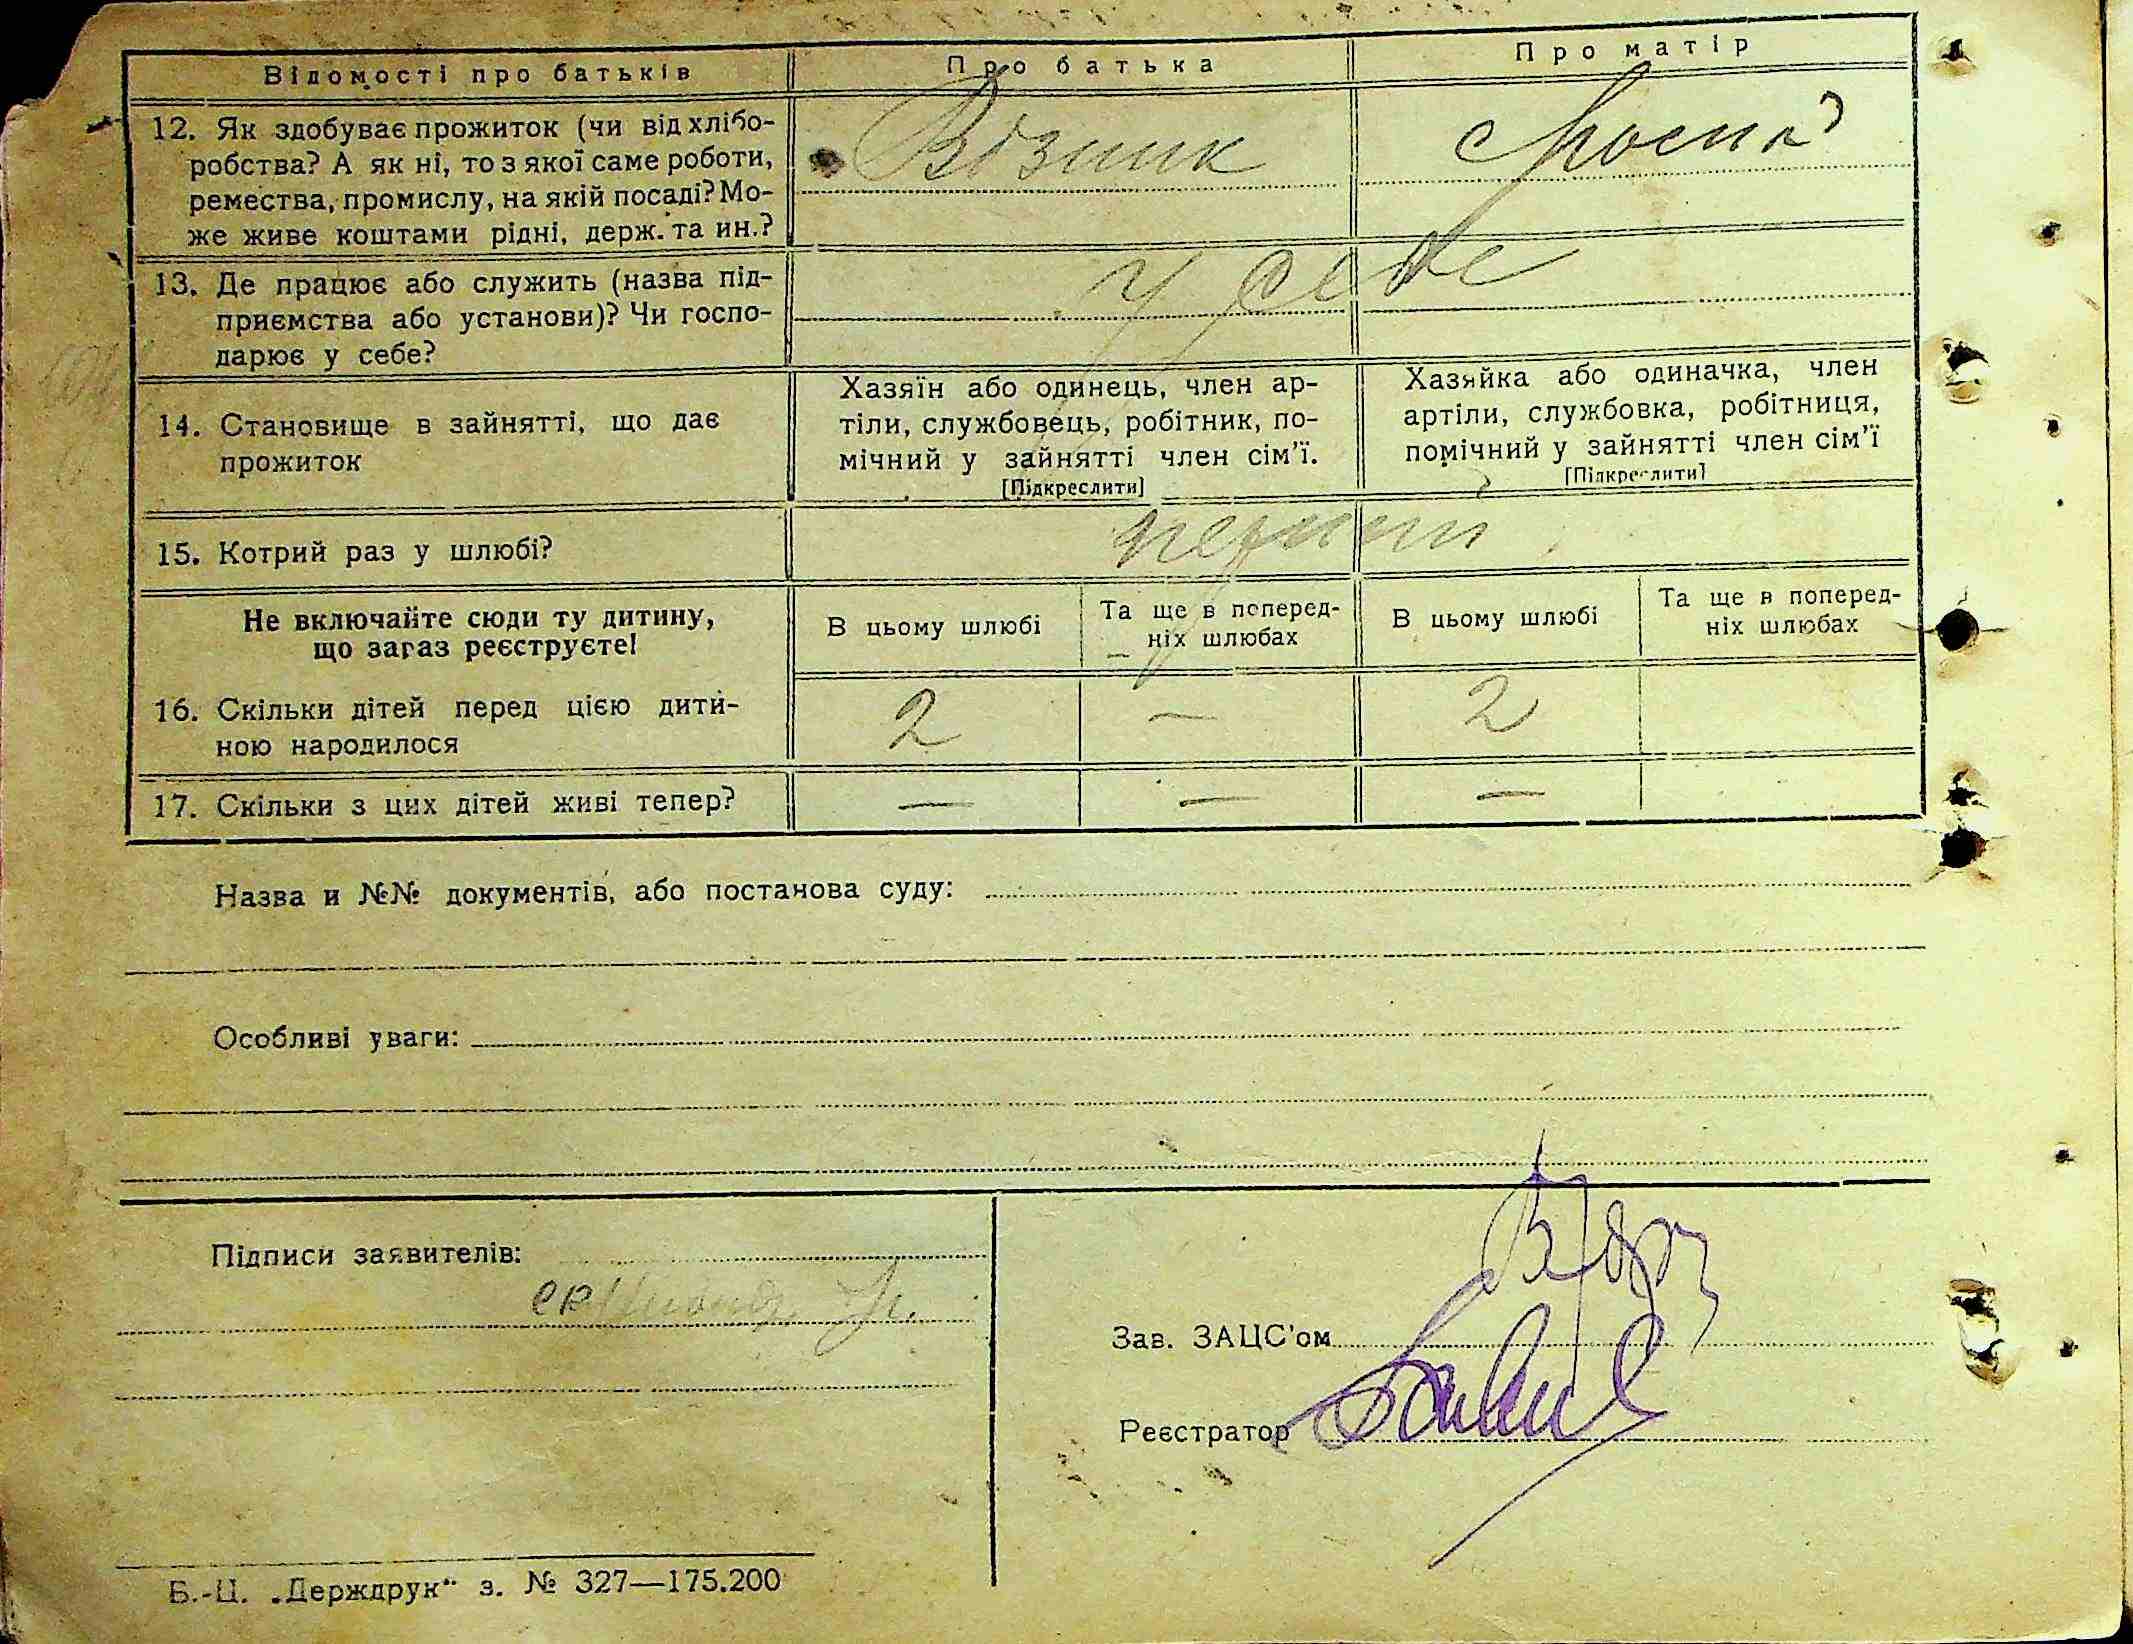 Відомості про батьків
Про батька
Про матір
12. Як здобуває прожиток (чи від хлібо-
робства? А як ні, то з якої саме роботи,
ремества, промислу, на якій посаді? Мо-
же живе коштами рідні, держ. та ин.?
Візник
13. Де працює або служить (назва під-
приємства або установи)? Чи госпо-
дарює у себе?
у себе
14. Становище в зайнятті, що дає
прожиток
Хазяїн або одинець, член ар-
тіли, службовець, робітник, по-
мічний у зайнятті член сім'ї.
[Підкреслити]
Хазяйка або одиначка, член
артіли, службовка, робітниця,
помічний у зайнятті член сім'ї
[Підкреслити]
15. Котрий раз у шлюбі?
перший
Не включайте сюди ту дитину,
що зараз реєструєте!
В цьому шлюбі
Та ще в поперед-
ніх шлюбах
В цьому шлюбі
Та ще в поперед-
ніх шлюбах
16. Скільки дітей перед цією дити-
ною народилося
2 — 2
17. Скільки з цих дітей живі тепер?
— — —
Назва и №№ документів, або постанова суду:
Особливі уваги:
Підписи заявителів:
Зав. ЗАЦС'ом
Реєстратор
Б.-Ц. „Держдрук“ з. № 327—175.200